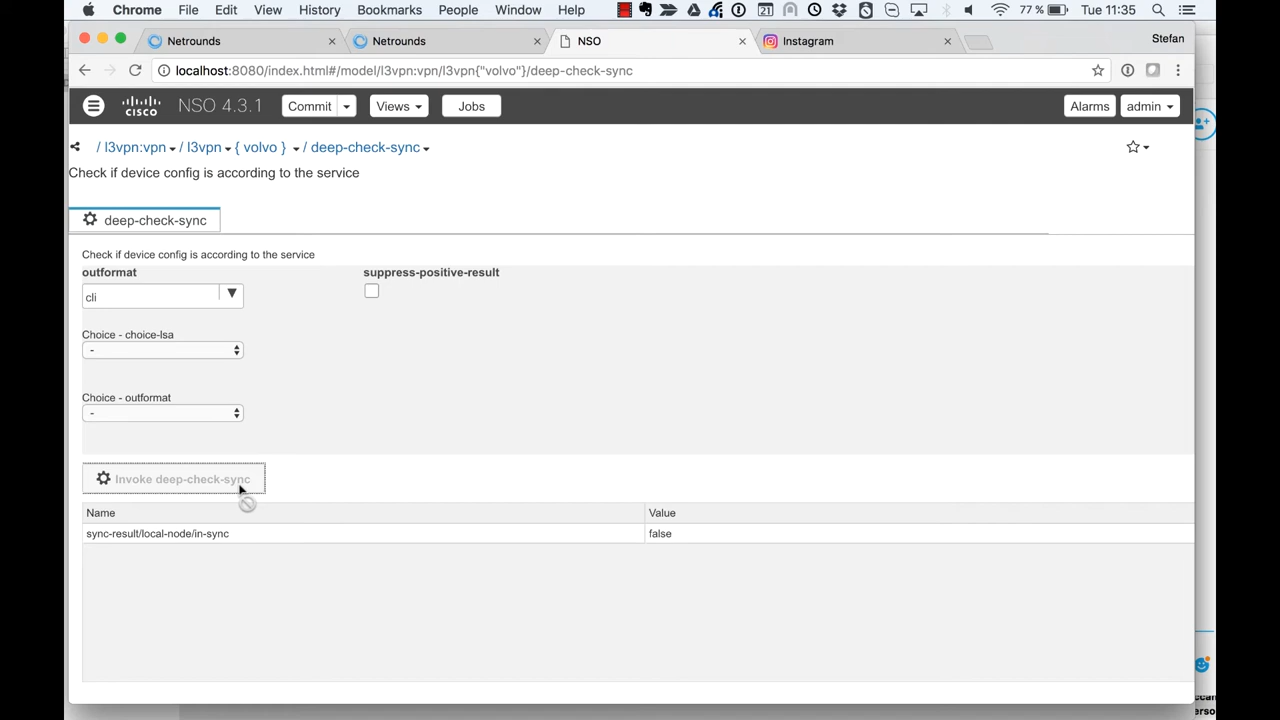 Chrome File Edit View History Bookmarks People Window Help 77 % Tue 11:35
Netrounds Netrounds NSO Instagram Stefan
localhost:8080/index.html#/model/l3vpn:vpn/l3vpn{"volvo"}/deep-check-sync
cisco NSO 4.3.1 Commit Views Jobs Alarms admin
/ l3vpn:vpn / l3vpn { volvo } / deep-check-sync
Check if device config is according to the service
deep-check-sync
Check if device config is according to the service
outformat suppress-positive-result
cli
Choice - choice-lsa
-
Choice - outformat
-
Invoke deep-check-sync
Name Value
sync-result/local-node/in-sync false